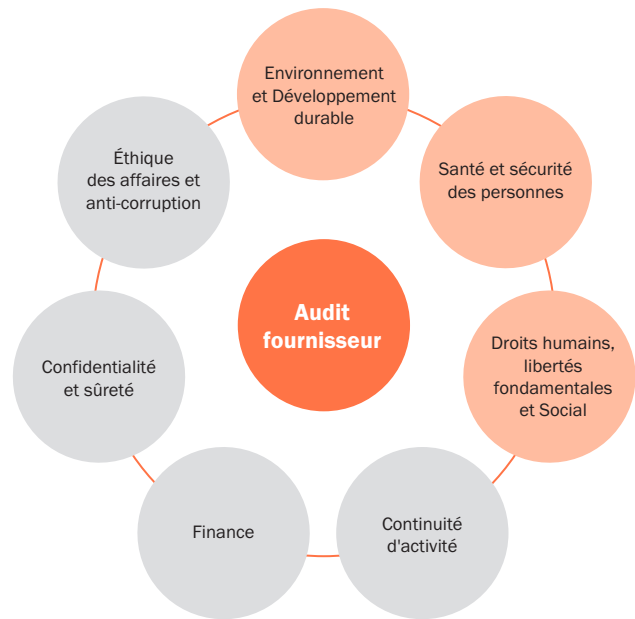 Environnement
et Développement
durable
Santé et sécurité
des personnes
Droits humains,
libertés
fondamentales
et Social
Continuité
d'activité
Finance
Confidentialité
et sûreté
Éthique
des affaires et
anti-corruption
Audit
fournisseur